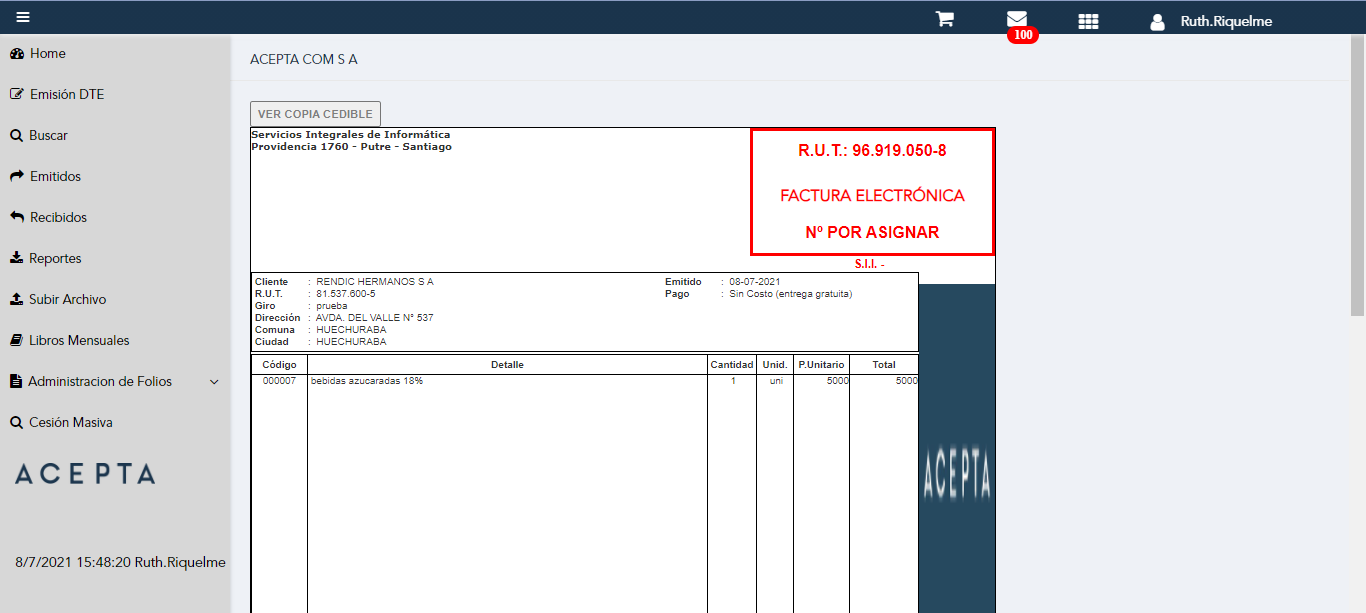 Ruth.Riquelme
100
Home
Emisión DTE
Buscar
Emitidos
Recibidos
Reportes
Subir Archivo
Libros Mensuales
Administracion de Folios
Cesión Masiva
ACEPTA
8/7/2021 15:48:20 Ruth.Riquelme
ACEPTA COM S A
VER COPIA CEDIBLE
Servicios Integrales de Informática
Providencia 1760 - Putre - Santiago
R.U.T.: 96.919.050-8
FACTURA ELECTRÓNICA
Nº POR ASIGNAR
S.I.I. -
Cliente : RENDIC HERMANOS S A Emitido : 08-07-2021
R.U.T. : 81.537.600-5 Pago : Sin Costo (entrega gratuita)
Giro : prueba
Dirección : AVDA. DEL VALLE N° 537
Comuna : HUECHURABA
Ciudad : HUECHURABA
Código Detalle Cantidad Unid. P.Unitario Total
000007 bebidas azucaradas 18% 1 uni 5000 5000
ACEPTA